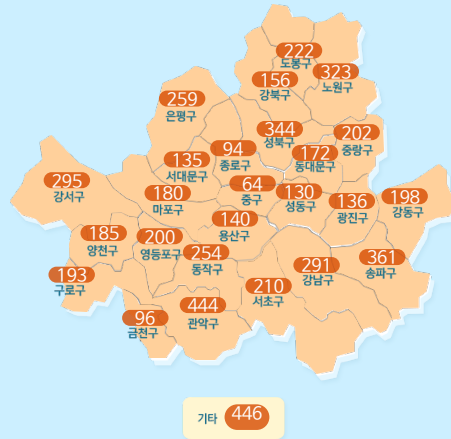 222
도봉구
323
노원구
156
강북구
259
은평구
344
성북구
202
중랑구
94
종로구
172
동대문구
135
서대문구
295
강서구
180
마포구
64
중구
130
성동구
136
광진구
198
강동구
140
용산구
185
양천구
200
영등포구
254
동작구
361
송파구
291
강남구
193
구로구
210
서초구
444
관악구
96
금천구
기타 446